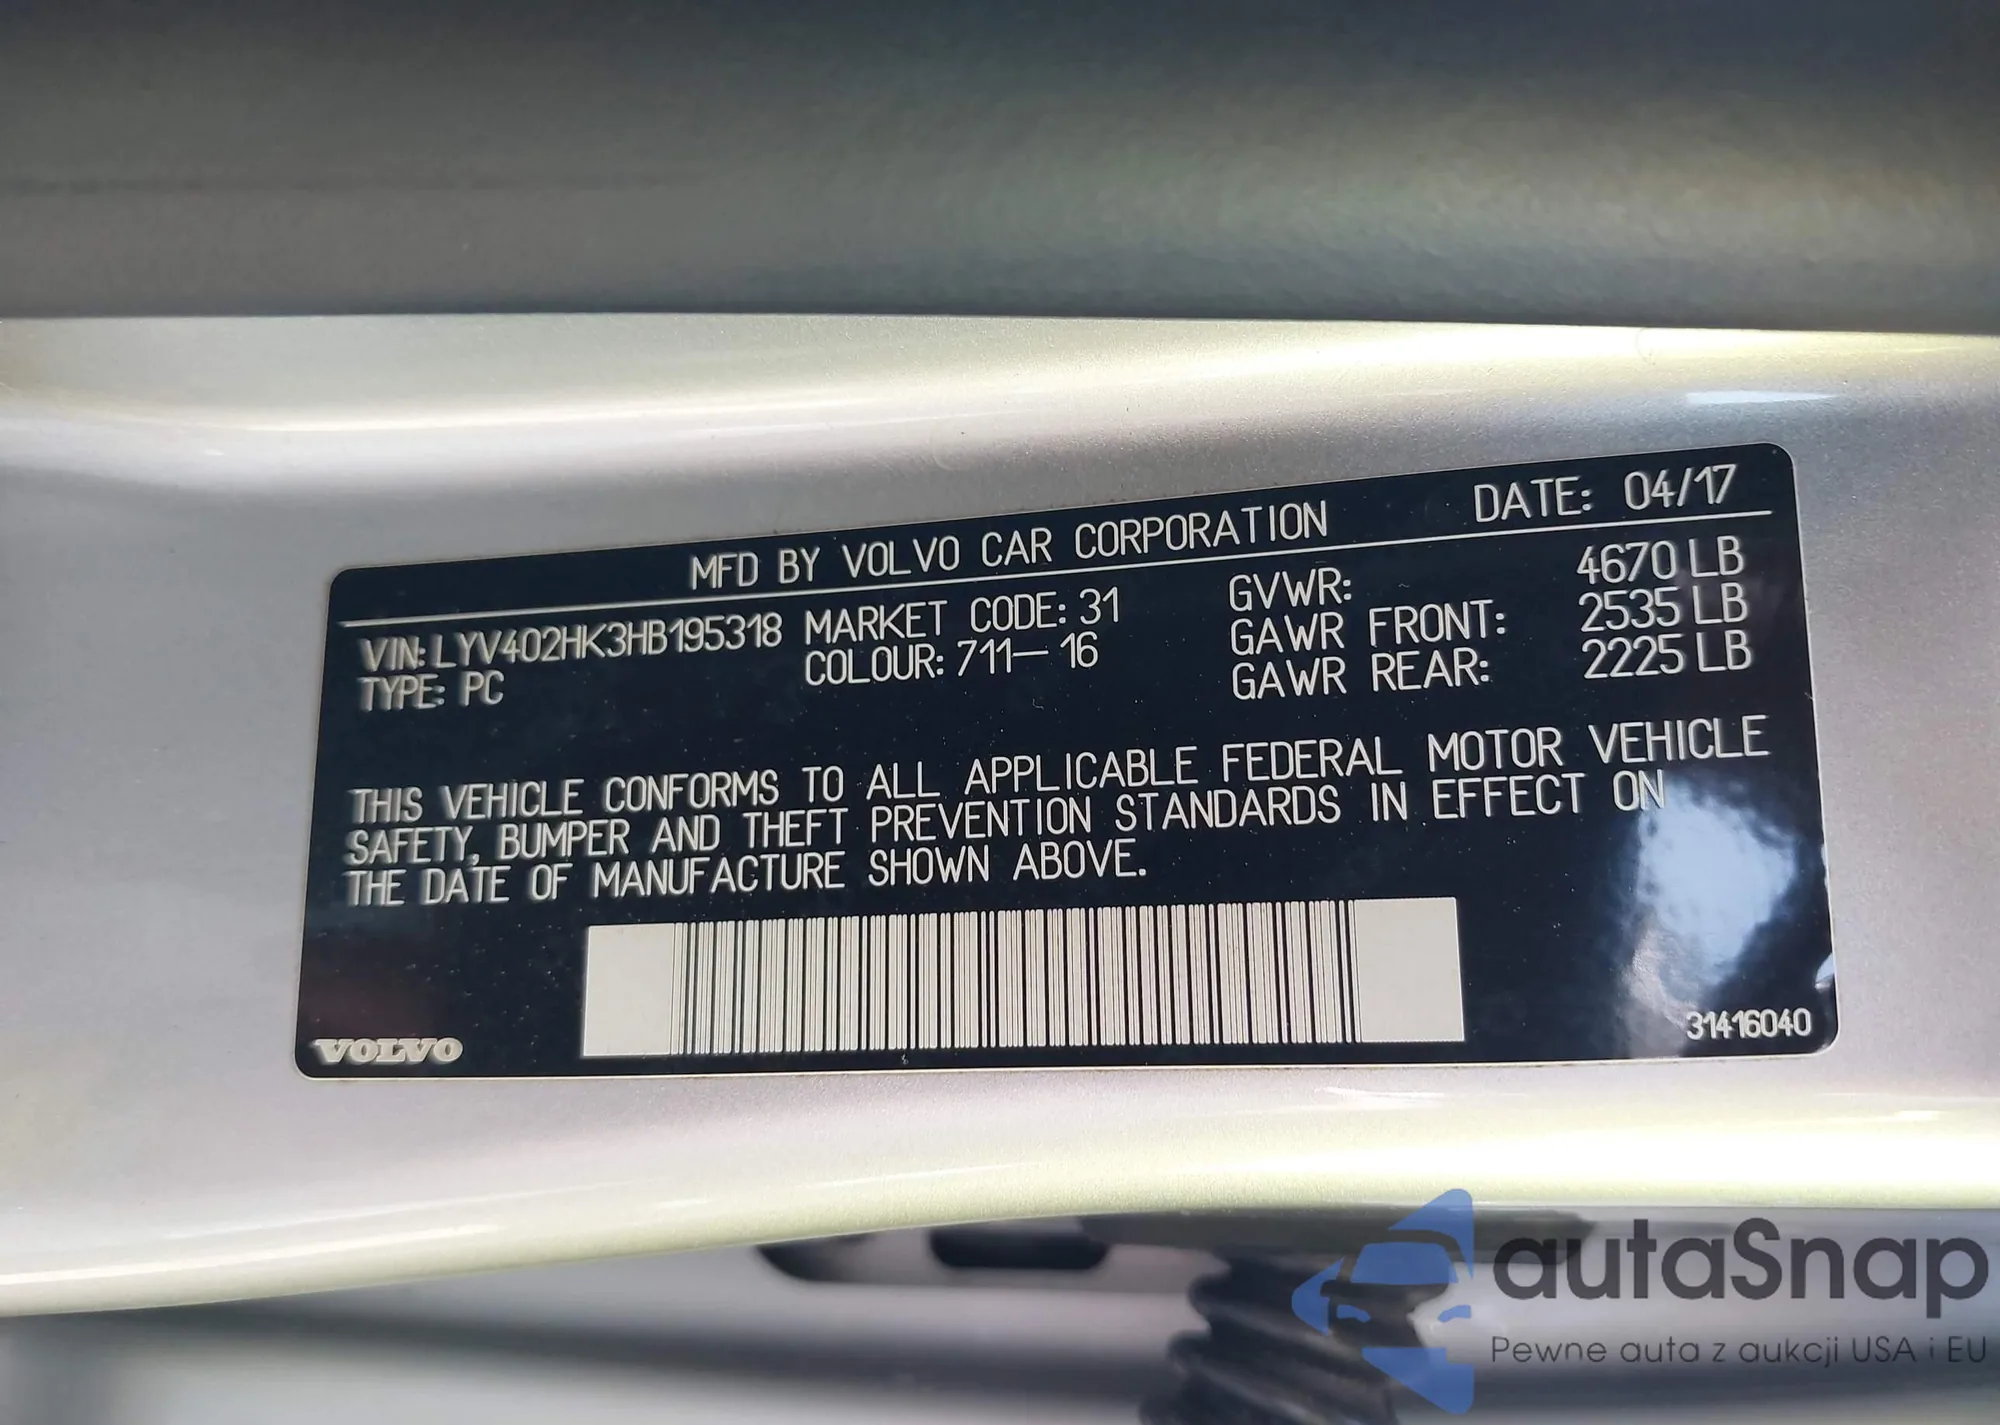 MFD BY VOLVO CAR CORPORATION DATE: 04/17
VIN: LYV402HK3HB195318 MARKET CODE: 31 GVWR: 4670 LB
TYPE: PC COLOUR: 711-16 GAWR FRONT: 2535 LB
GAWR REAR: 2225 LB
THIS VEHICLE CONFORMS TO ALL APPLICABLE FEDERAL MOTOR VEHICLE
SAFETY, BUMPER AND THEFT PREVENTION STANDARDS IN EFFECT ON
THE DATE OF MANUFACTURE SHOWN ABOVE.
VOLVO 31416040
autaSnap
Pewne auta z aukcji USA i EU